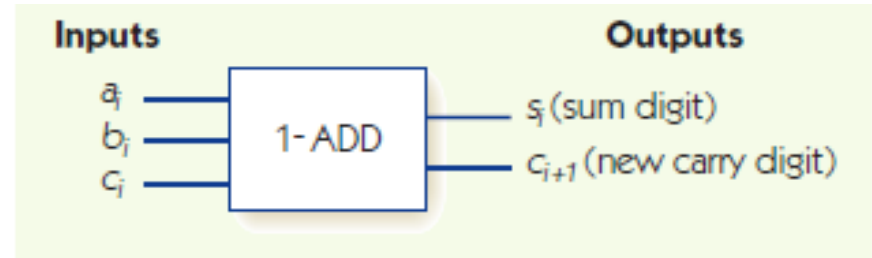 Inputs
Outputs
aᵢ
bᵢ
cᵢ
1-ADD
sᵢ (sum digit)
cᵢ₊₁ (new carry digit)